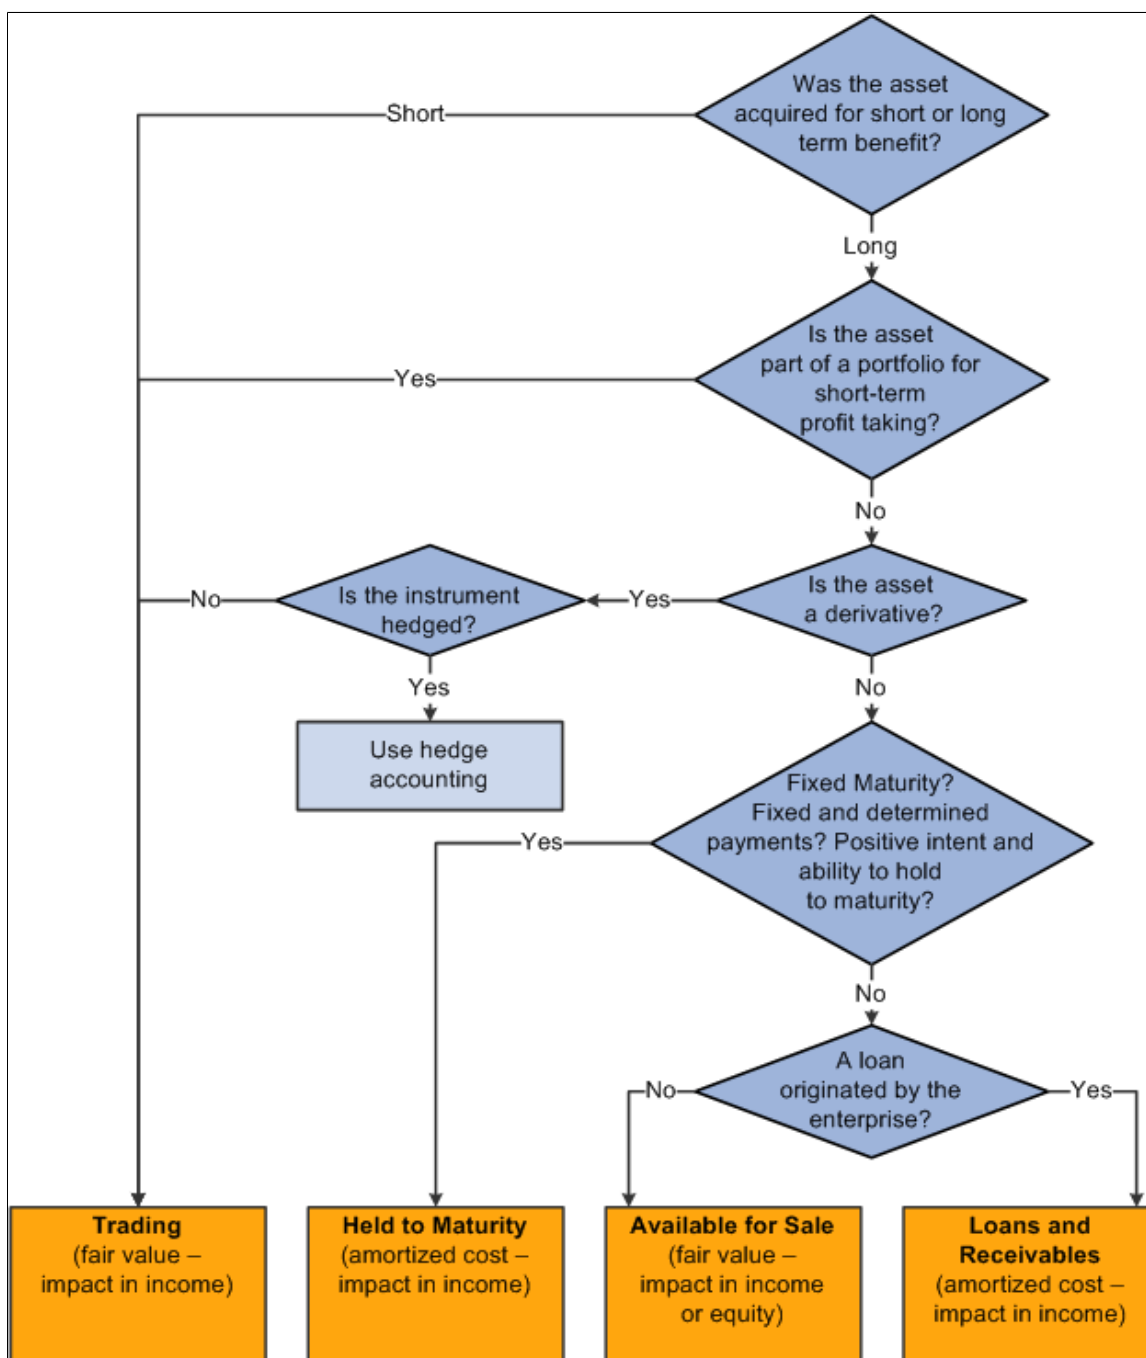 Was the asset
acquired for short or long
term benefit?
Short
Long
Is the asset
part of a portfolio for
short-term
profit taking?
Yes
No
Is the asset
a derivative?
Yes
Is the instrument
hedged?
No
Yes
Use hedge
accounting
No
Fixed Maturity?
Fixed and determined
payments? Positive intent and
ability to hold
to maturity?
Yes
No
A loan
originated by the
enterprise?
No
Yes
Trading
(fair value –
impact in income)
Held to Maturity
(amortized cost –
impact in income)
Available for Sale
(fair value –
impact in income
or equity)
Loans and
Receivables
(amortized cost –
impact in income)